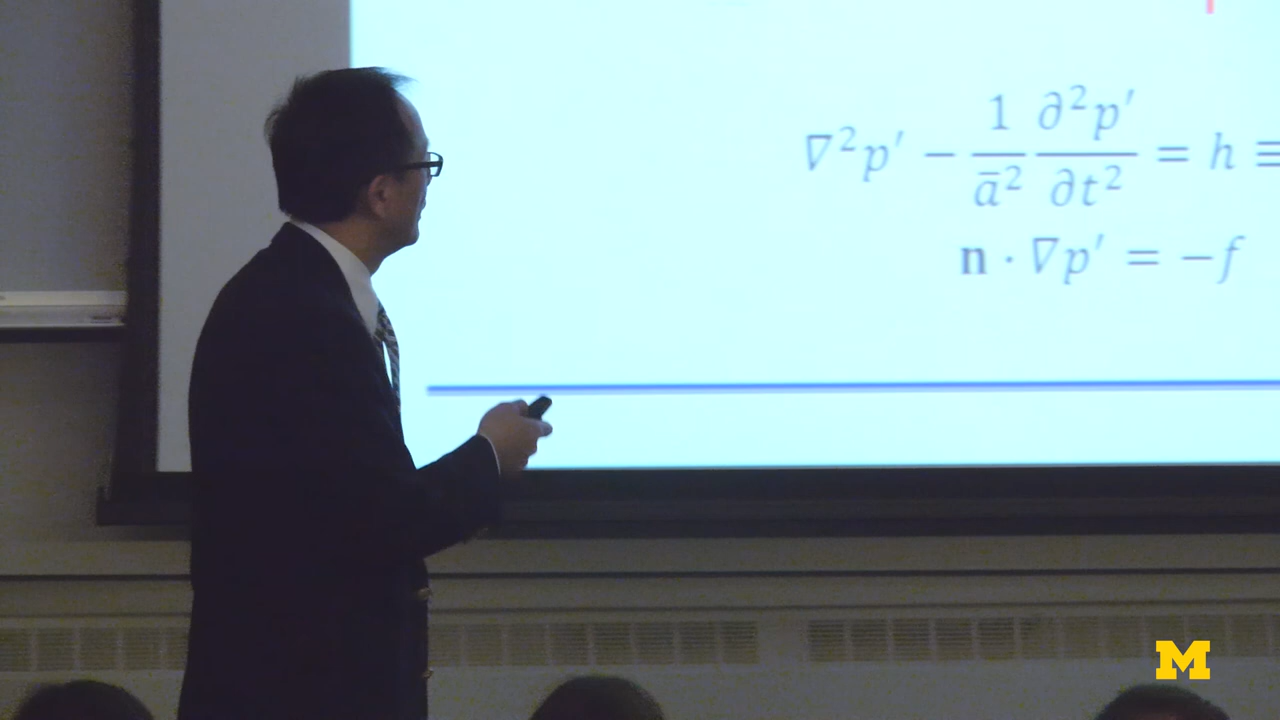 ∇²p′ − 1/ā² ∂²p′/∂t² = h ≡
n · ∇p′ = −f
M